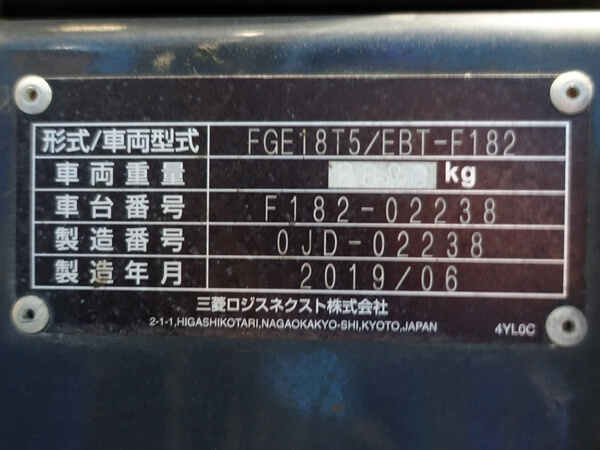 形式/車両型式 FGE18T5/EBT-F182
車両重量 kg
車台番号 F182-02238
製造番号 0JD-02238
製造年月 2019/06
三菱ロジスネクスト株式会社
2-1-1,HIGASHIKOTARI,NAGAOKAKYO-SHI,KYOTO,JAPAN 4YL0C